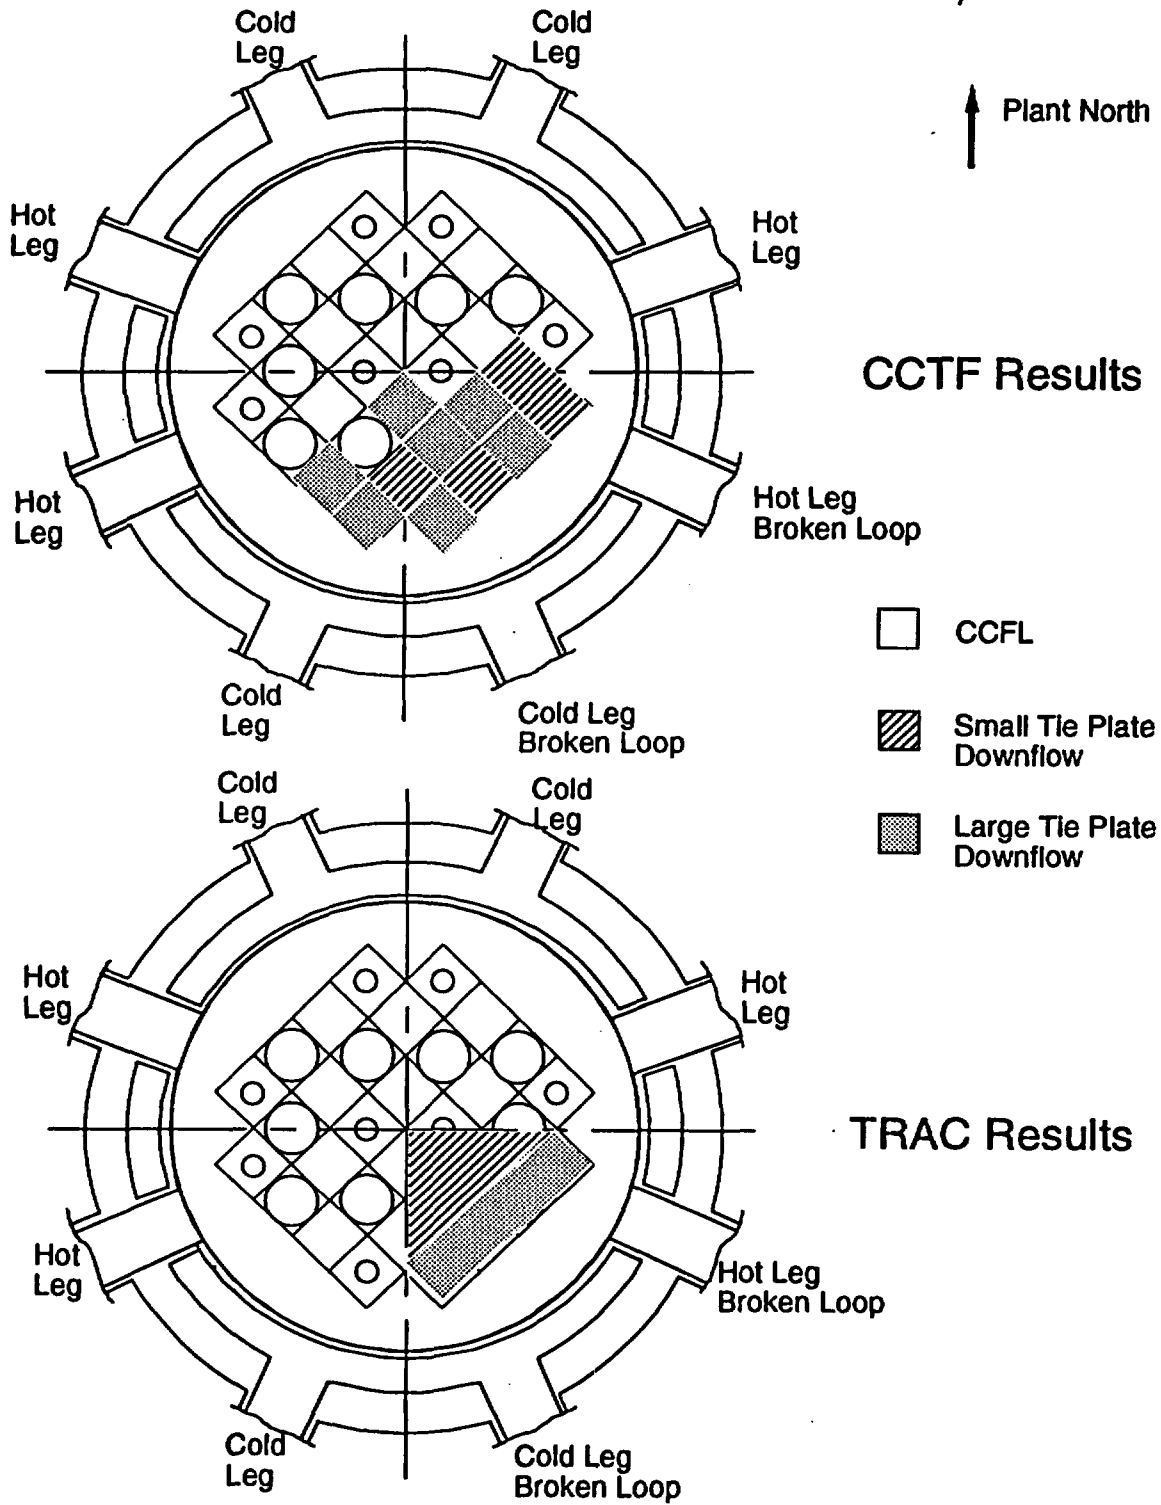 Cold
Leg
Cold
Leg
Plant North
Hot
Leg
Hot
Leg
CCTF Results
Hot
Leg
Hot Leg
Broken Loop
CCFL
Cold
Leg
Cold Leg
Broken Loop
Small Tie Plate
Downflow
Cold
Leg
Cold
Leg
Large Tie Plate
Downflow
Hot
Leg
Hot
Leg
TRAC Results
Hot
Leg
Hot Leg
Broken Loop
Cold
Leg
Cold Leg
Broken Loop